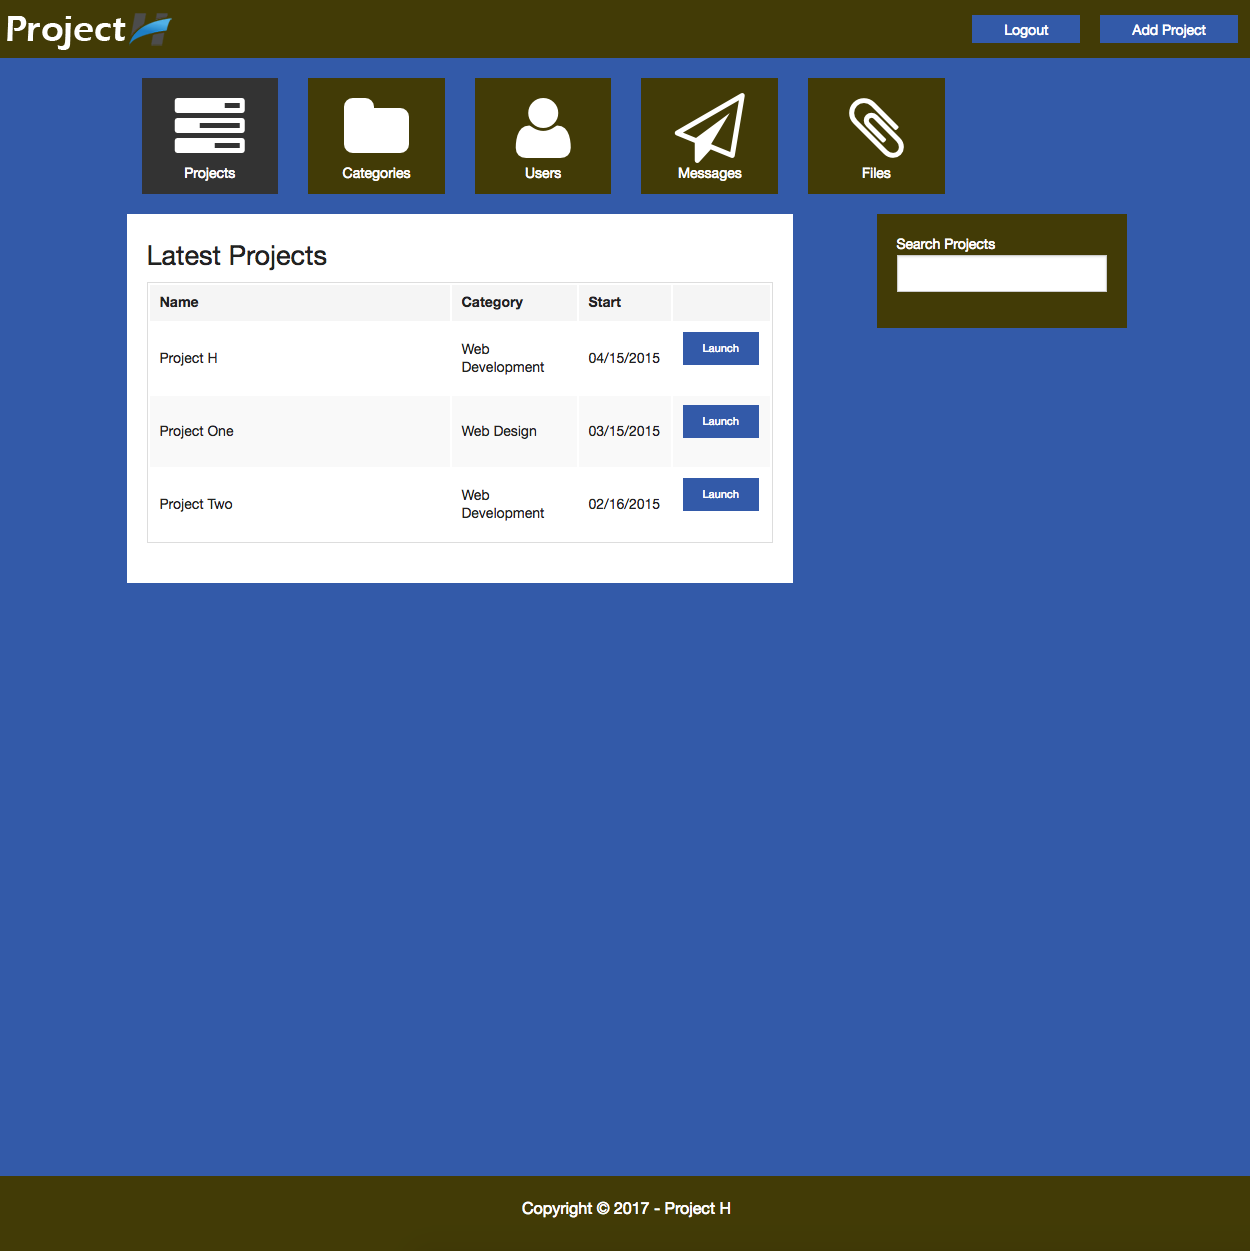 Project H
Logout
Add Project
Projects
Categories
Users
Messages
Files
Latest Projects
Search Projects
Name Category Start
Project H Web Development 04/15/2015 Launch
Project One Web Design 03/15/2015 Launch
Project Two Web Development 02/16/2015 Launch
Copyright © 2017 - Project H